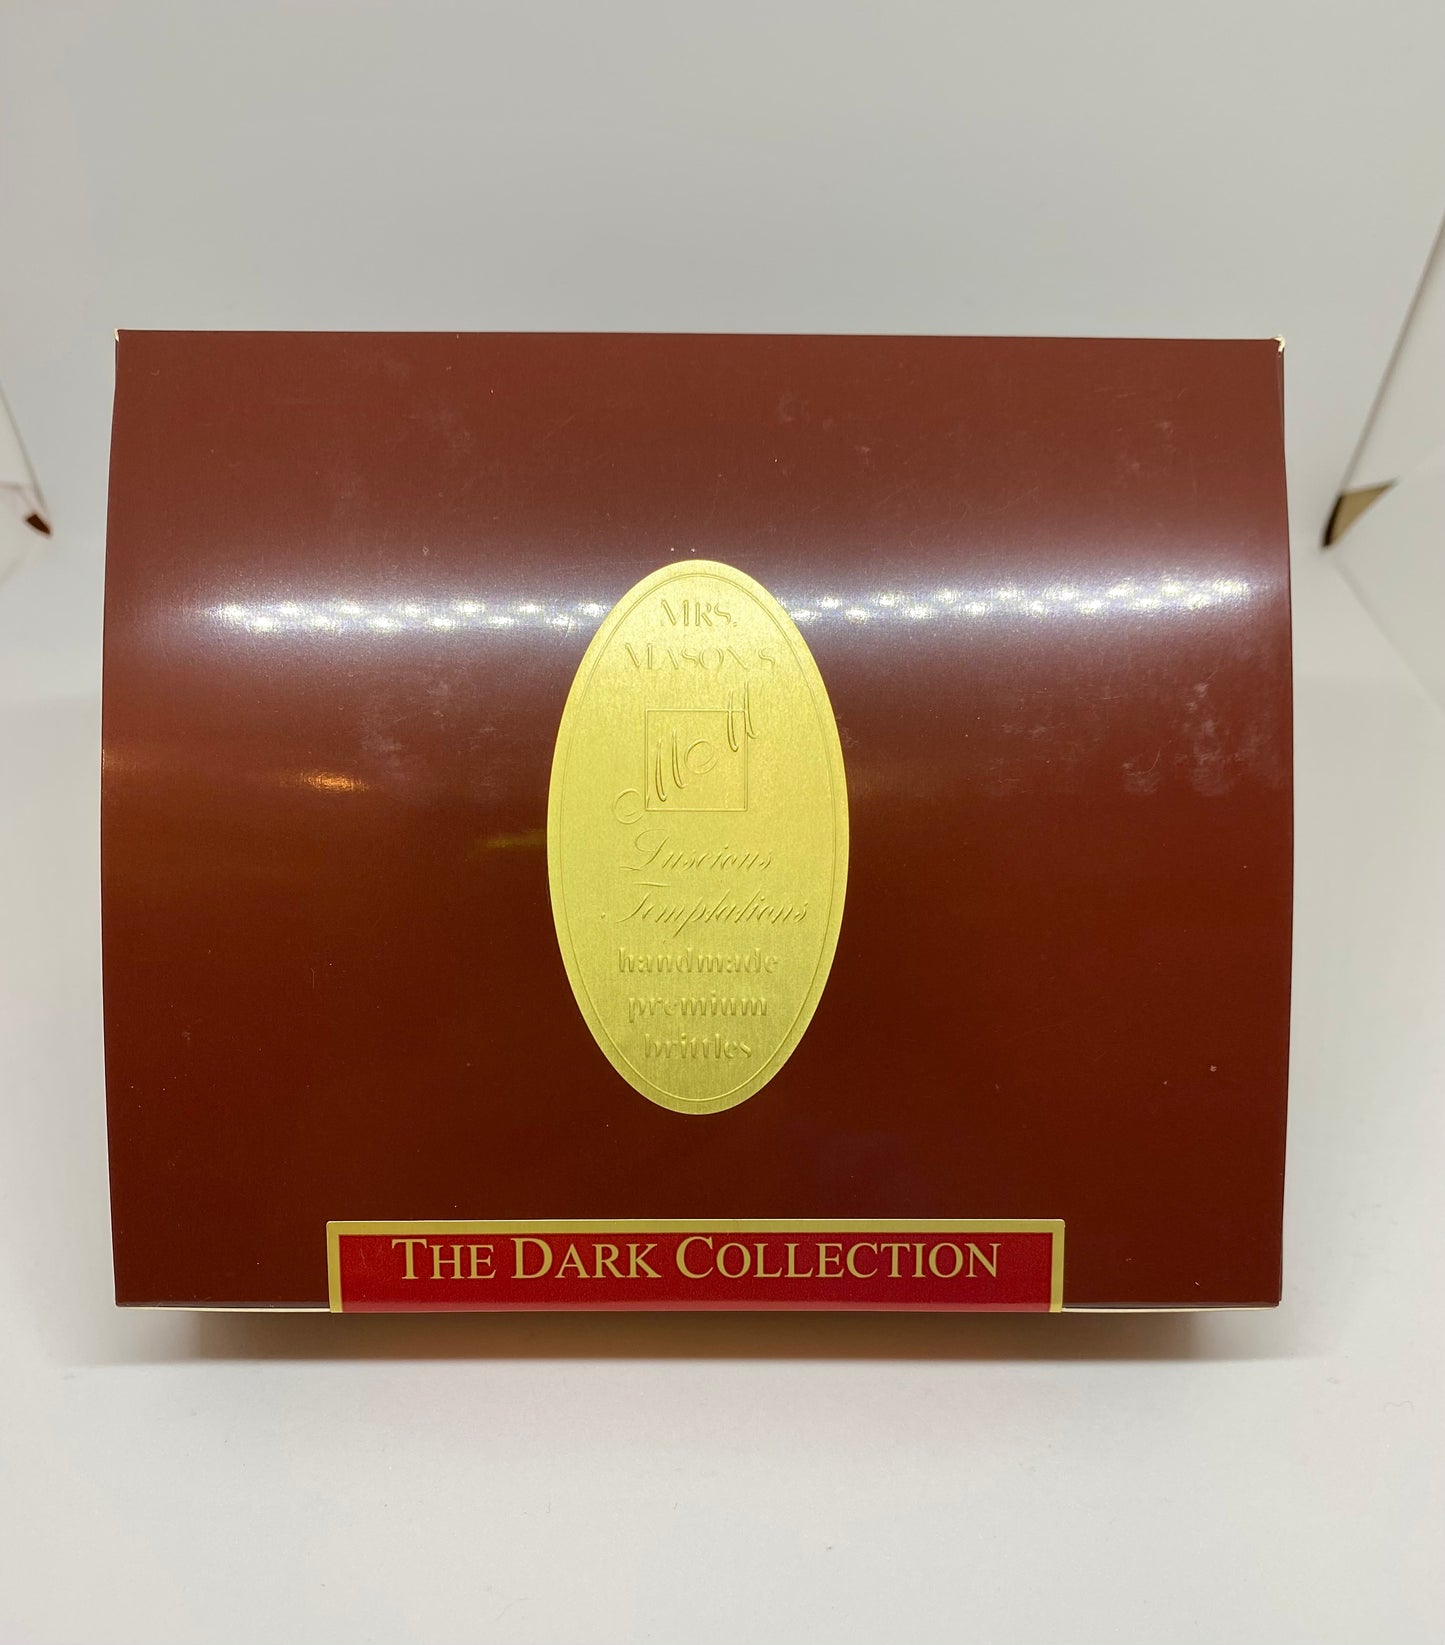 MRS.
MASON'S
Luscious
Temptations
handmade
premium
brittles
THE DARK COLLECTION